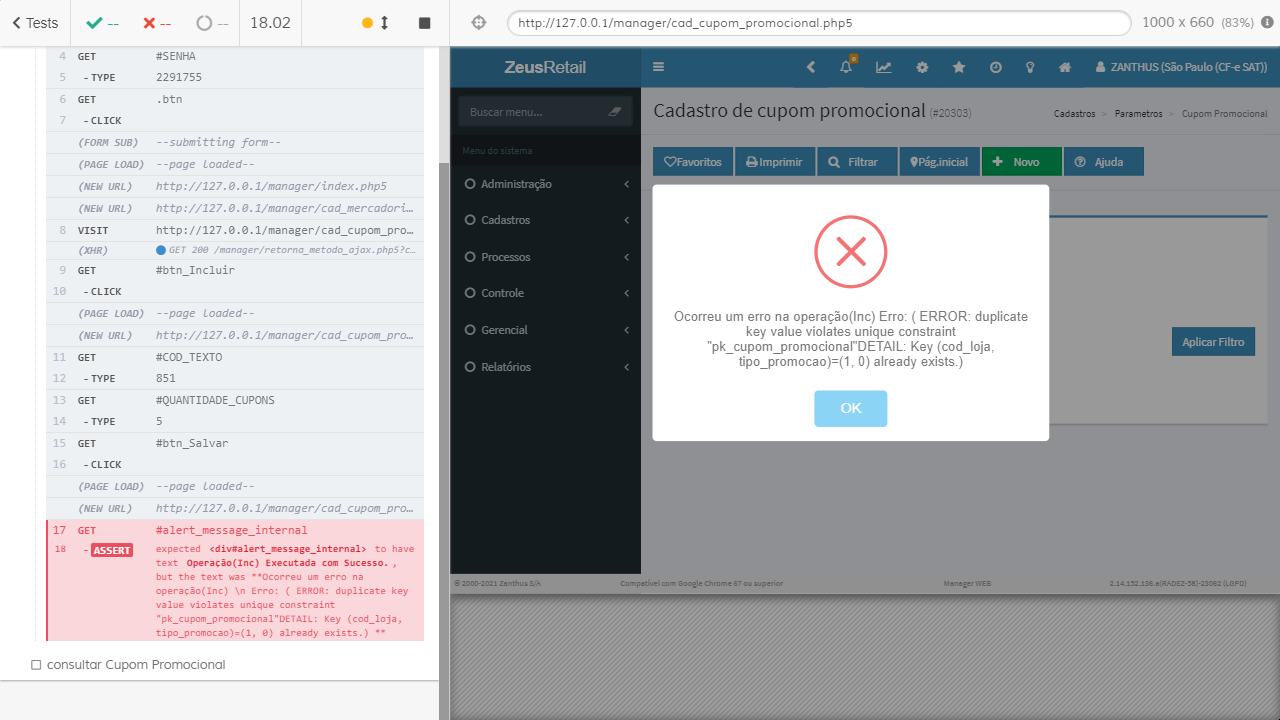 Tests
--
--
--
18.02
http://127.0.0.1/manager/cad_cupom_promocional.php5
1000 x 660 (83%)
4 GET #SENHA
5 - TYPE 2291755
6 GET .btn
7 - CLICK
(FORM SUB) --submitting form--
(PAGE LOAD) --page loaded--
(NEW URL) http://127.0.0.1/manager/index.php5
(NEW URL) http://127.0.0.1/manager/cad_mercadori…
8 VISIT http://127.0.0.1/manager/cad_cupom_pro…
(XHR) GET 200 /manager/retorna_metodo_ajax.php5?c…
9 GET #btn_Incluir
10 - CLICK
(PAGE LOAD) --page loaded--
(NEW URL) http://127.0.0.1/manager/cad_cupom_pro…
11 GET #COD_TEXTO
12 - TYPE 851
13 GET #QUANTIDADE_CUPONS
14 - TYPE 5
15 GET #btn_Salvar
16 - CLICK
(PAGE LOAD) --page loaded--
(NEW URL) http://127.0.0.1/manager/cad_cupom_pro…
17 GET #alert_message_internal
18 - ASSERT expected <div#alert_message_internal> to have
text Operação(Inc) Executada com Sucesso. ,
but the text was **Ocorreu um erro na
operação(Inc) \n Erro: ( ERROR: duplicate key
value violates unique constraint
"pk_cupom_promocional"DETAIL: Key (cod_loja,
tipo_promocao)=(1, 0) already exists.) **
consultar Cupom Promocional
ZeusRetail
ZANTHUS (São Paulo (CF-e SAT))
Buscar menu...
Menu do sistema
Administração
Cadastros
Processos
Controle
Gerencial
Relatórios
Cadastro de cupom promocional (#20303)
Cadastros > Parametros > Cupom Promocional
Favoritos
Imprimir
Filtrar
Pág.inicial
Novo
Ajuda
Ocorreu um erro na operação(Inc) Erro: ( ERROR: duplicate
key value violates unique constraint
"pk_cupom_promocional"DETAIL: Key (cod_loja,
tipo_promocao)=(1, 0) already exists.)
OK
Aplicar Filtro
© 2000-2021 Zanthus S/A
Compatível com Google Chrome 67 ou superior
Manager WEB
2.14.152.136.a(RADEZ-58)-23082 (LGPD)